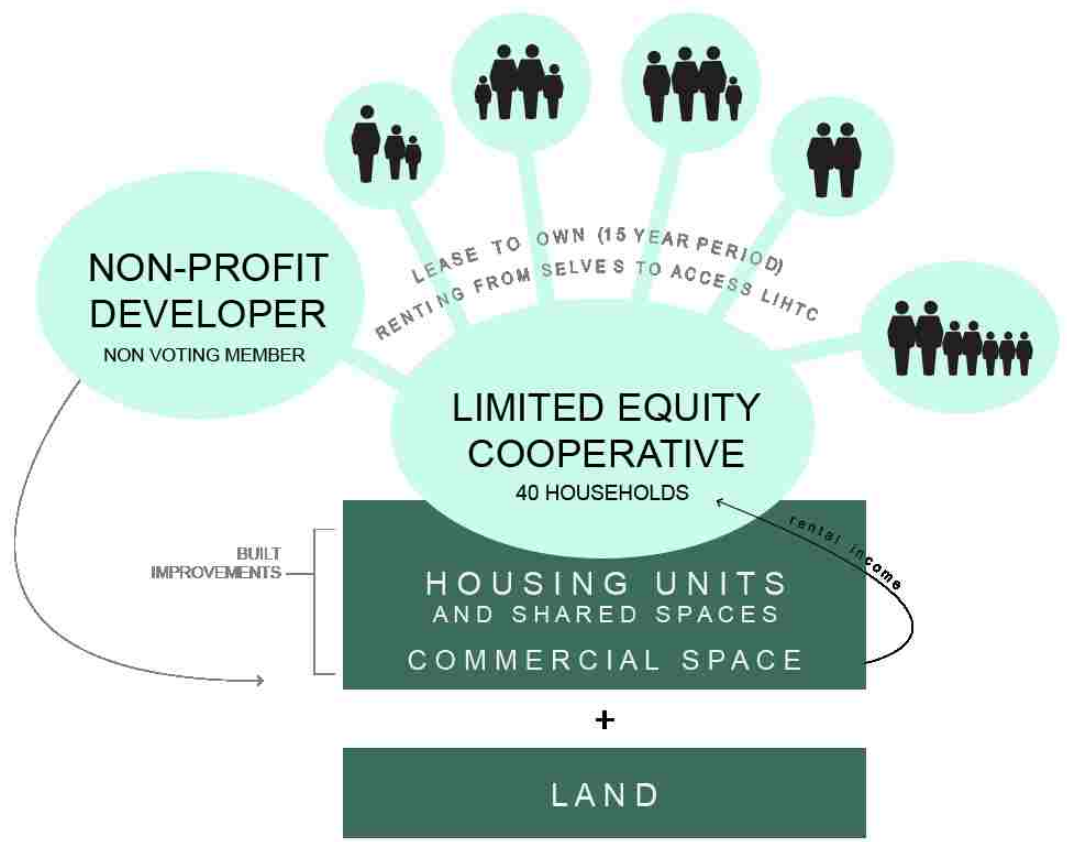 LEASE TO OWN (15 YEAR PERIOD)
RENTING FROM SELVES TO ACCESS LIHTC
NON-PROFIT
DEVELOPER
NON VOTING MEMBER
LIMITED EQUITY
COOPERATIVE
40 HOUSEHOLDS
rental income
BUILT
IMPROVEMENTS
HOUSING UNITS
AND SHARED SPACES
COMMERCIAL SPACE
+
LAND